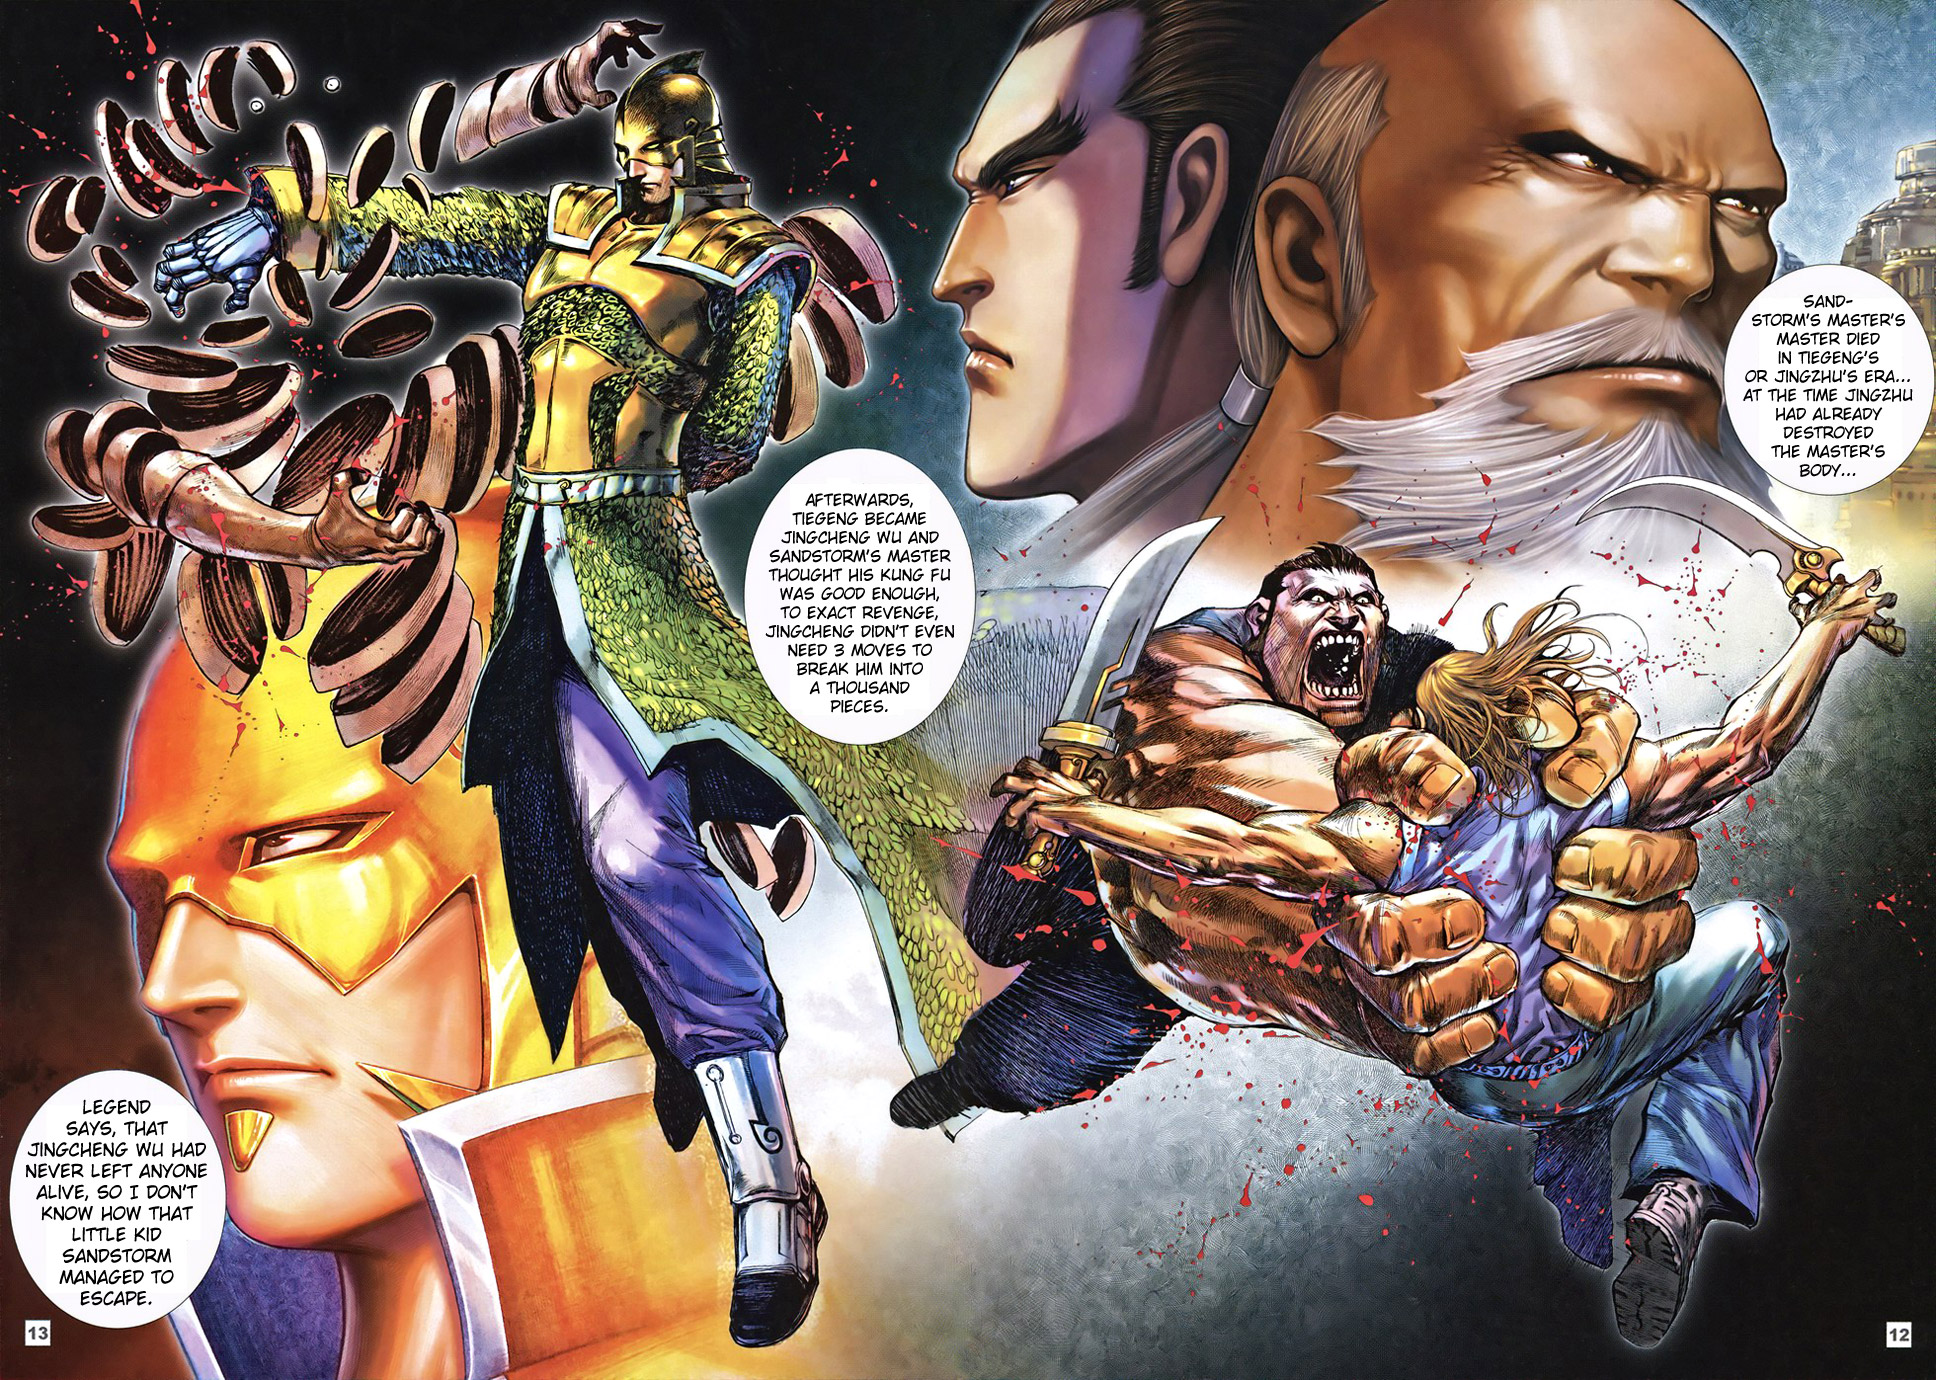 SAND-
STORM'S MASTER'S
MASTER DIED
IN TIEGENG'S
OR JINGZHU'S ERA...
AT THE TIME JINGZHU
HAD ALREADY
DESTROYED
THE MASTER'S
BODY...
AFTERWARDS,
TIEGENG BECAME
JINGCHENG WU AND
SANDSTORM'S MASTER
THOUGHT HIS KUNG FU
WAS GOOD ENOUGH,
TO EXACT REVENGE,
JINGCHENG DIDN'T EVEN
NEED 3 MOVES TO
BREAK HIM INTO
A THOUSAND
PIECES.
LEGEND
SAYS, THAT
JINGCHENG WU HAD
NEVER LEFT ANYONE
ALIVE, SO I DON'T
KNOW HOW THAT
LITTLE KID
SANDSTORM
MANAGED TO
ESCAPE.
12
13